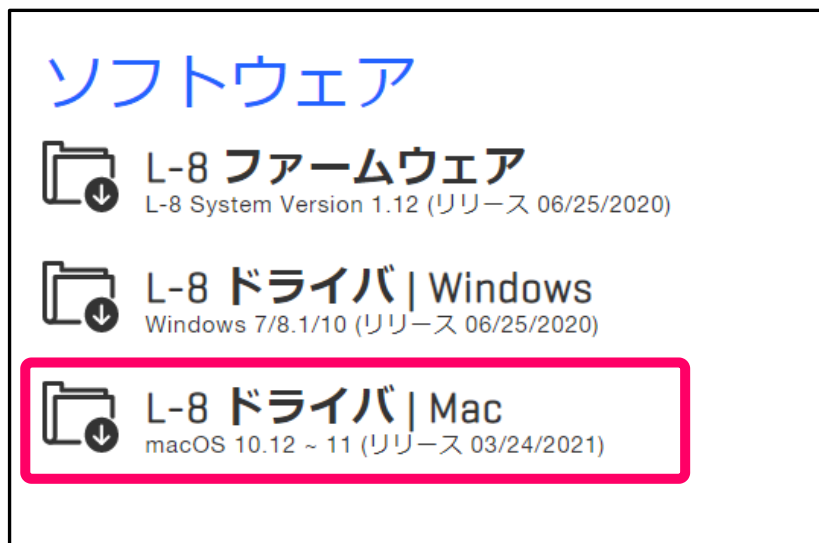 ソフトウェア
L-8 ファームウェア
L-8 System Version 1.12 (リリース 06/25/2020)
L-8 ドライバ | Windows
Windows 7/8.1/10 (リリース 06/25/2020)
L-8 ドライバ | Mac
macOS 10.12 ~ 11 (リリース 03/24/2021)